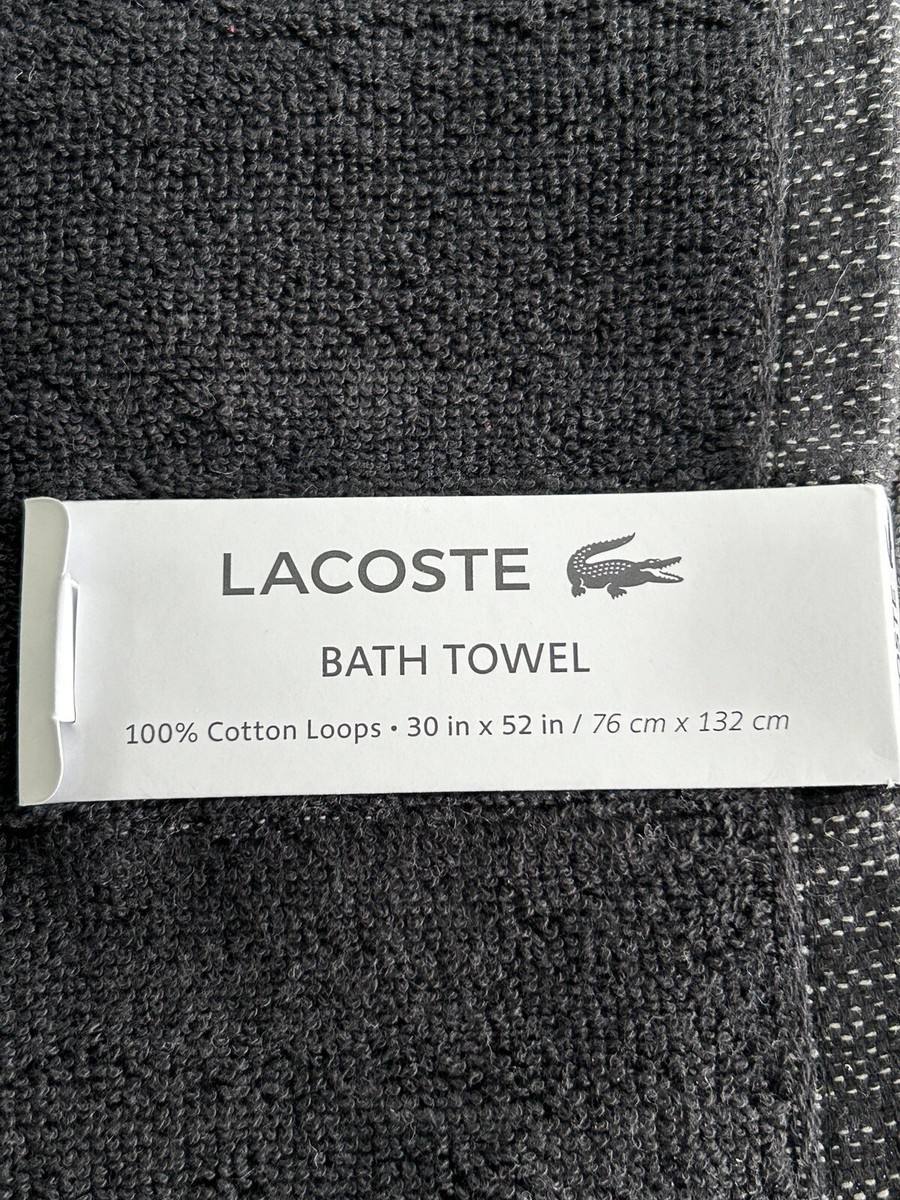 LACOSTE
BATH TOWEL
100% Cotton Loops • 30 in x 52 in / 76 cm x 132 cm